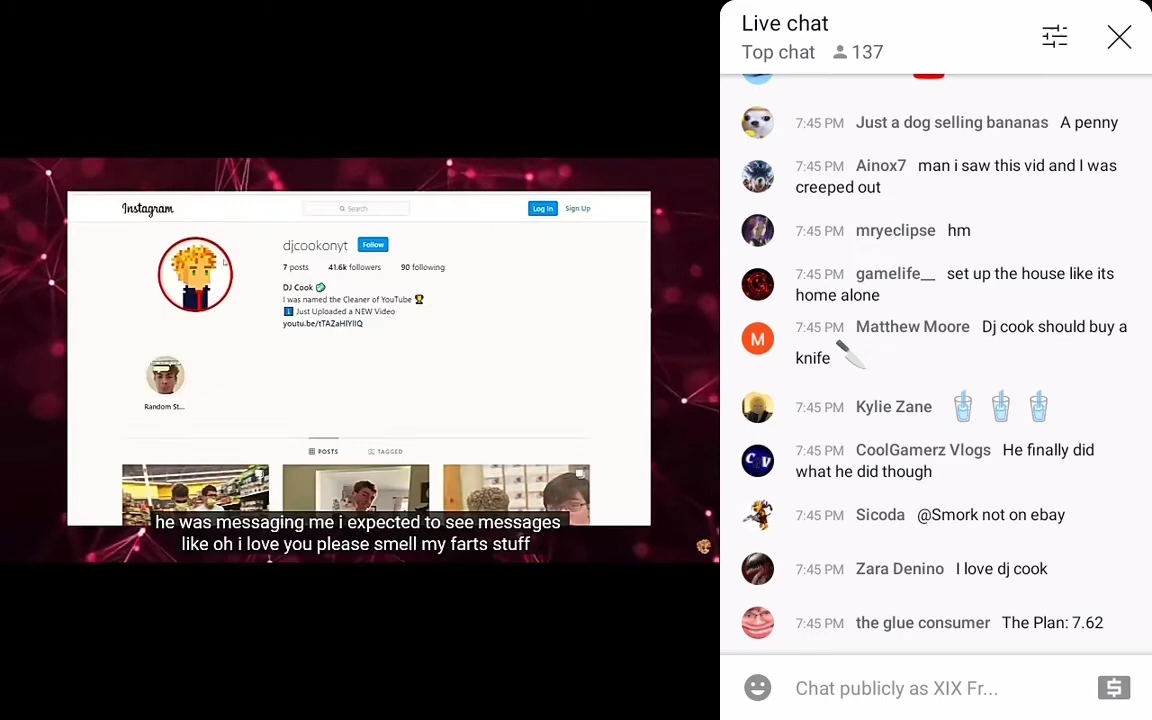 Instagram
Search
Log In
Sign Up
djcookonyt Follow
7 posts 41.6k followers 90 following
DJ Cook
I was named the Cleaner of YouTube 🏆
Just Uploaded a NEW Video
youtu.be/tTAZaHIYIIQ
Random St...
POSTS TAGGED
he was messaging me i expected to see messages
like oh i love you please smell my farts stuff
Live chat
Top chat 137
7:45 PM Just a dog selling bananas A penny
7:45 PM Ainox7 man i saw this vid and I was
creeped out
7:45 PM mryeclipse hm
7:45 PM gamelife__ set up the house like its
home alone
M
7:45 PM Matthew Moore Dj cook should buy a
knife 🔪
7:45 PM Kylie Zane
7:45 PM CoolGamerz Vlogs He finally did
what he did though
7:45 PM Sicoda @Smork not on ebay
7:45 PM Zara Denino I love dj cook
7:45 PM the glue consumer The Plan: 7.62
Chat publicly as XIX Fr...